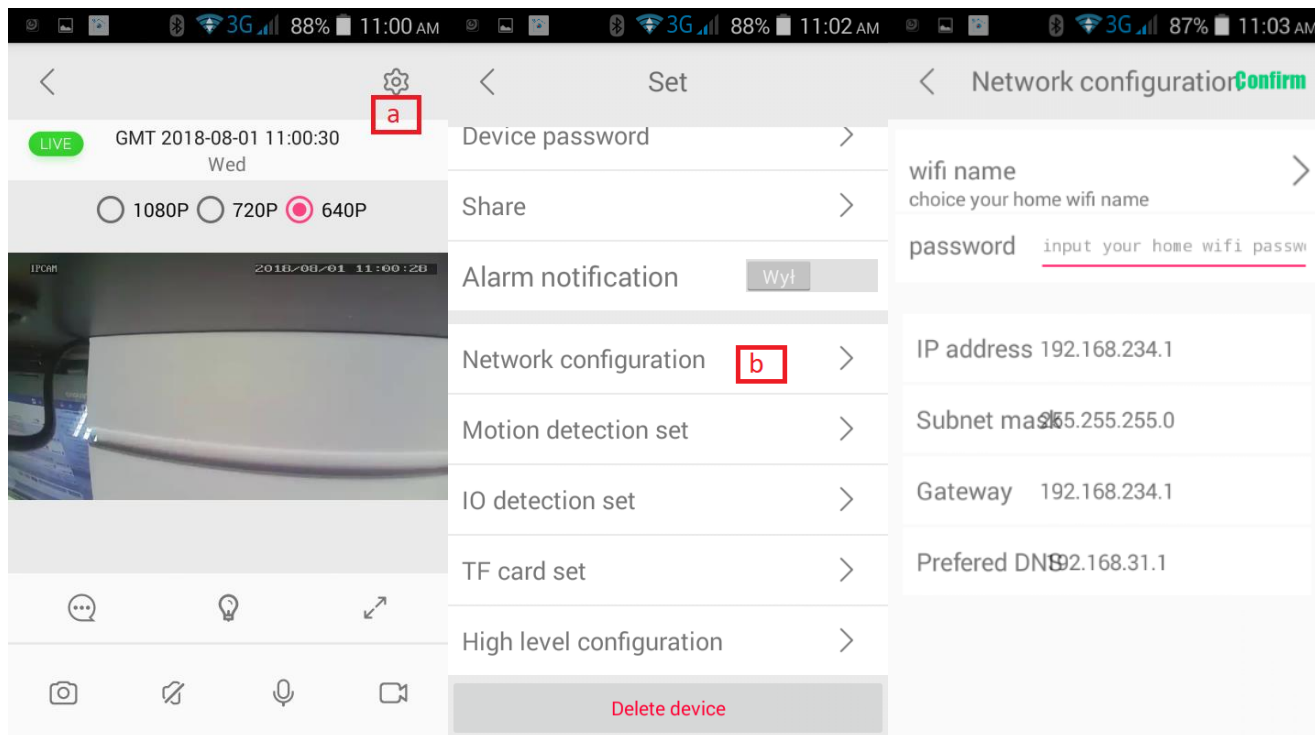 3G 88% 11:00 AM
a
LIVE
GMT 2018-08-01 11:00:30
Wed
1080P 720P 640P
IPCAM 2018/08/01 11:00:28
3G 88% 11:02 AM
Set
Device password
Share
Alarm notification Wył
Network configuration b
Motion detection set
IO detection set
TF card set
High level configuration
Delete device
3G 87% 11:03 AM
Network configuration Confirm
wifi name
choice your home wifi name
password input your home wifi passw
IP address 192.168.234.1
Subnet mask 255.255.255.0
Gateway 192.168.234.1
Prefered DNS 192.168.31.1